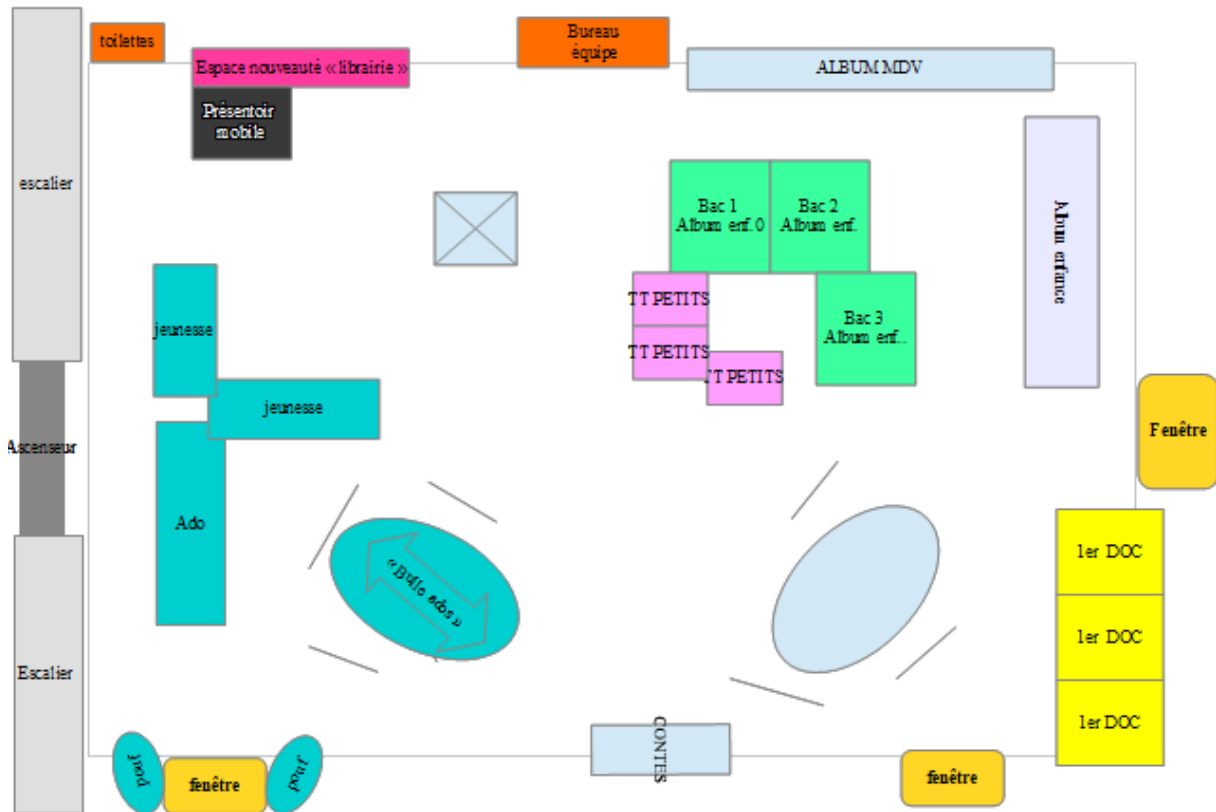 toilettes
Bureau
équipe
Espace nouveauté « librairie »
ALBUM MDV
Présentoir
mobile
escalier
Bac 1
Album enf. 0
Bac 2
Album enf.
Album enfance
TT PETITS
TT PETITS
TT PETITS
Bac 3
Album enf..
jeunesse
jeunesse
Ascenseur
Fenêtre
Ado
« Bulle ados »
1er DOC
1er DOC
1er DOC
Escalier
CONTES
pouf
fenêtre
pouf
fenêtre